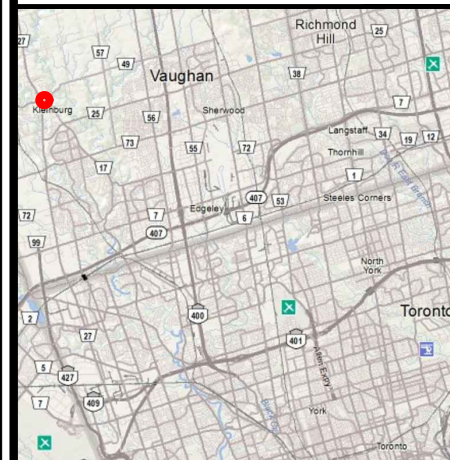 Richmond
Hill
25
27
57
49
Vaughan
38
Kleinburg
25
56
Sherwood
7
Langstaff
34
19
12
73
55
72
Thornhill
17
1
407
53
Steeles Corners
72
7
Edgeley
6
99
407
North
York
400
Toronto
2
401
27
Allen Expy
5
427
409
7
York
Toronto